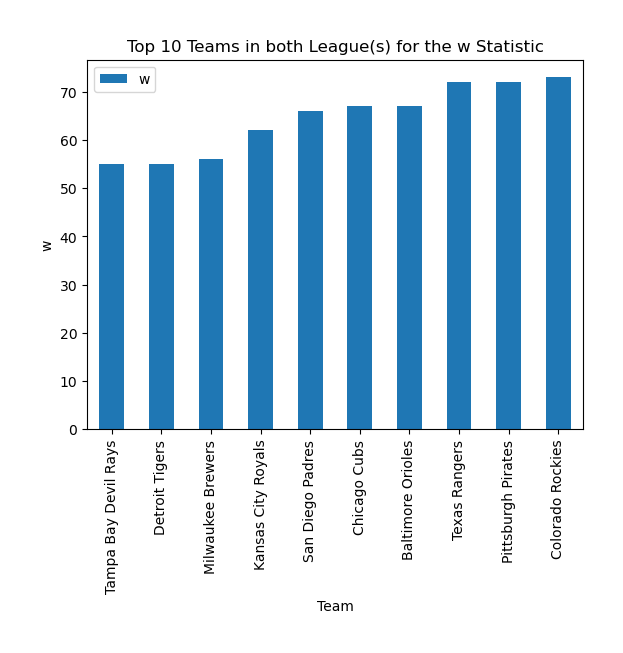 Top 10 Teams in both League(s) for the w Statistic
w
70
60
50
40
30
20
10
0
w
Tampa Bay Devil Rays
Detroit Tigers
Milwaukee Brewers
Kansas City Royals
San Diego Padres
Chicago Cubs
Baltimore Orioles
Texas Rangers
Pittsburgh Pirates
Colorado Rockies
Team